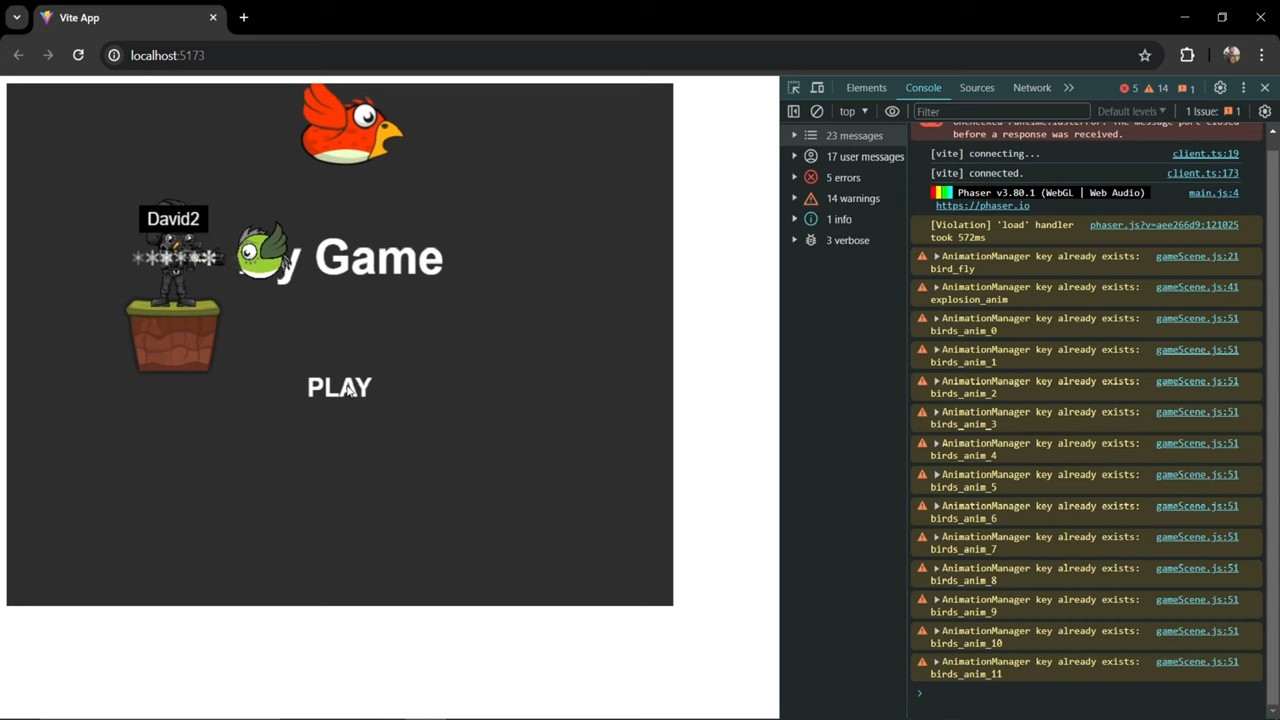 Vite App
localhost:5173
David2
*******
y Game
PLAY
Elements
Console
Sources
Network
5
14
1
top
Filter
Default levels
1 Issue:
1
23 messages
17 user messages
5 errors
14 warnings
1 info
3 verbose
before a response was received.
[vite] connecting... client.ts:19
[vite] connected. client.ts:173
Phaser v3.80.1 (WebGL | Web Audio) main.js:4
https://phaser.io
[Violation] 'load' handler phaser.js?v=aee266d9:121025
took 572ms
AnimationManager key already exists: gameScene.js:21
bird_fly
AnimationManager key already exists: gameScene.js:41
explosion_anim
AnimationManager key already exists: gameScene.js:51
birds_anim_0
AnimationManager key already exists: gameScene.js:51
birds_anim_1
AnimationManager key already exists: gameScene.js:51
birds_anim_2
AnimationManager key already exists: gameScene.js:51
birds_anim_3
AnimationManager key already exists: gameScene.js:51
birds_anim_4
AnimationManager key already exists: gameScene.js:51
birds_anim_5
AnimationManager key already exists: gameScene.js:51
birds_anim_6
AnimationManager key already exists: gameScene.js:51
birds_anim_7
AnimationManager key already exists: gameScene.js:51
birds_anim_8
AnimationManager key already exists: gameScene.js:51
birds_anim_9
AnimationManager key already exists: gameScene.js:51
birds_anim_10
AnimationManager key already exists: gameScene.js:51
birds_anim_11